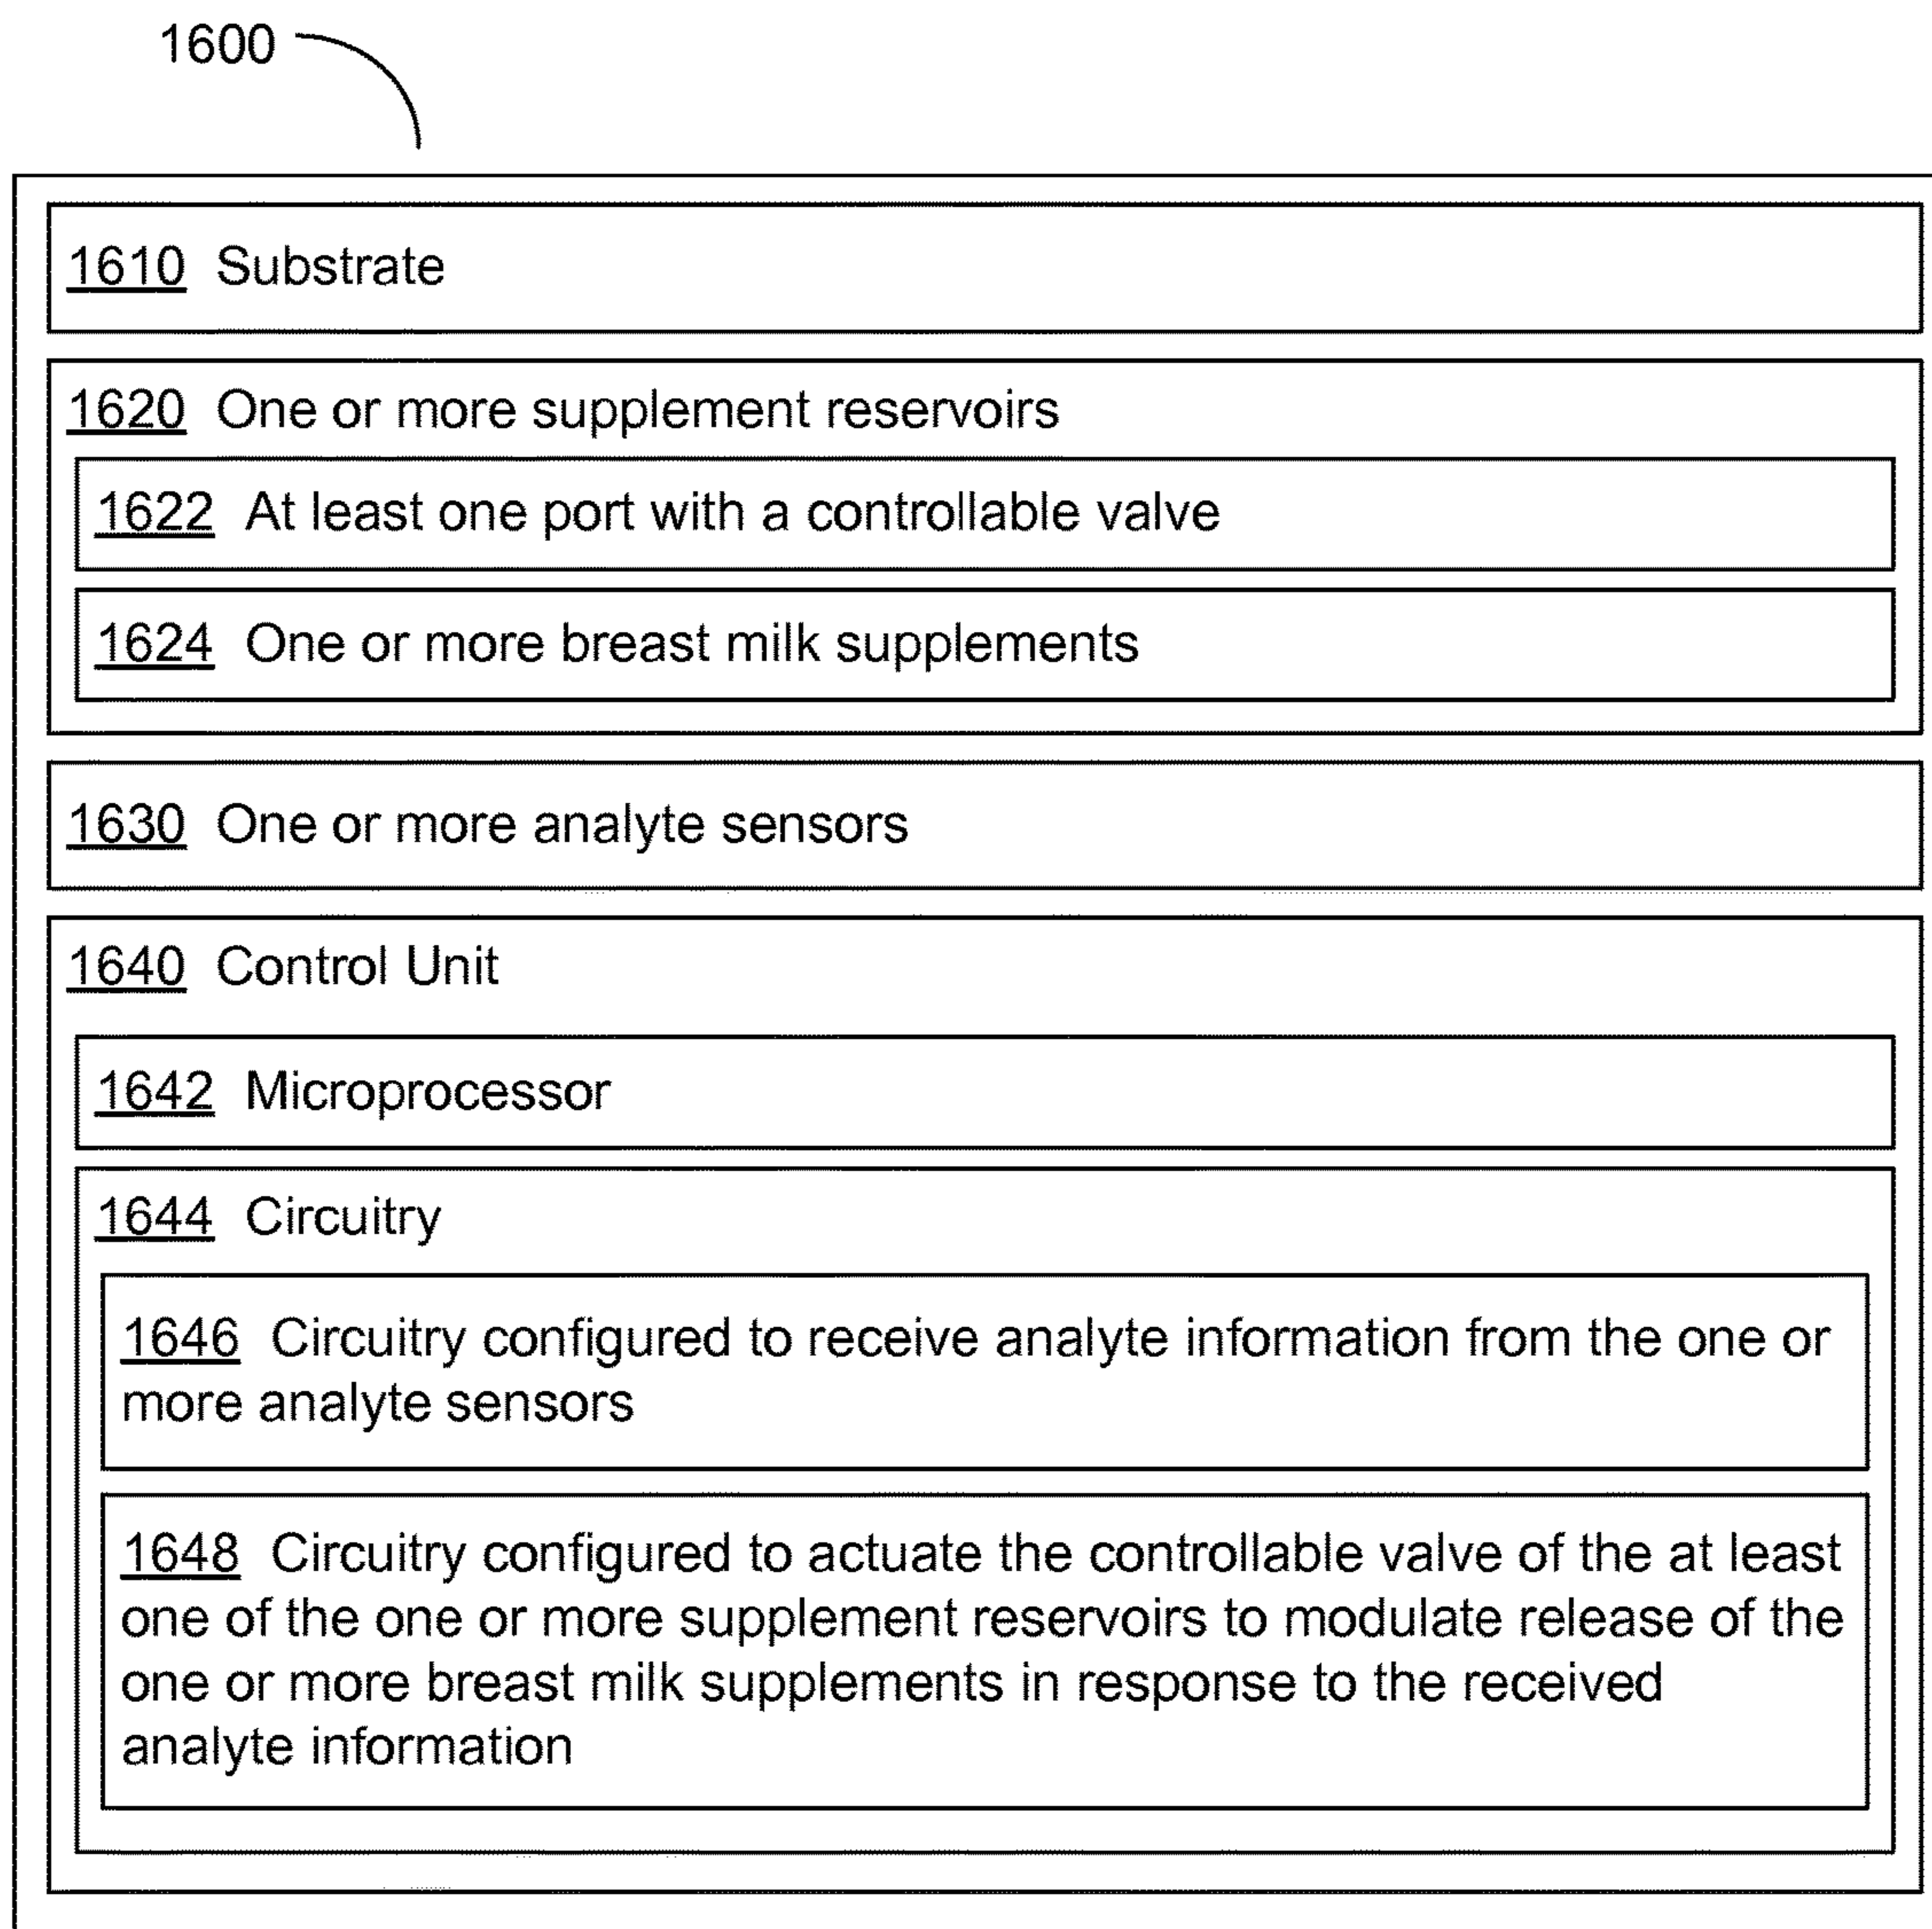 1600
1610 Substrate
1620 One or more supplement reservoirs
1622 At least one port with a controllable valve
1624 One or more breast milk supplements
1630 One or more analyte sensors
1640 Control Unit
1642 Microprocessor
1644 Circuitry
1646 Circuitry configured to receive analyte information from the one or
more analyte sensors
1648 Circuitry configured to actuate the controllable valve of the at least
one of the one or more supplement reservoirs to modulate release of the
one or more breast milk supplements in response to the received
analyte information